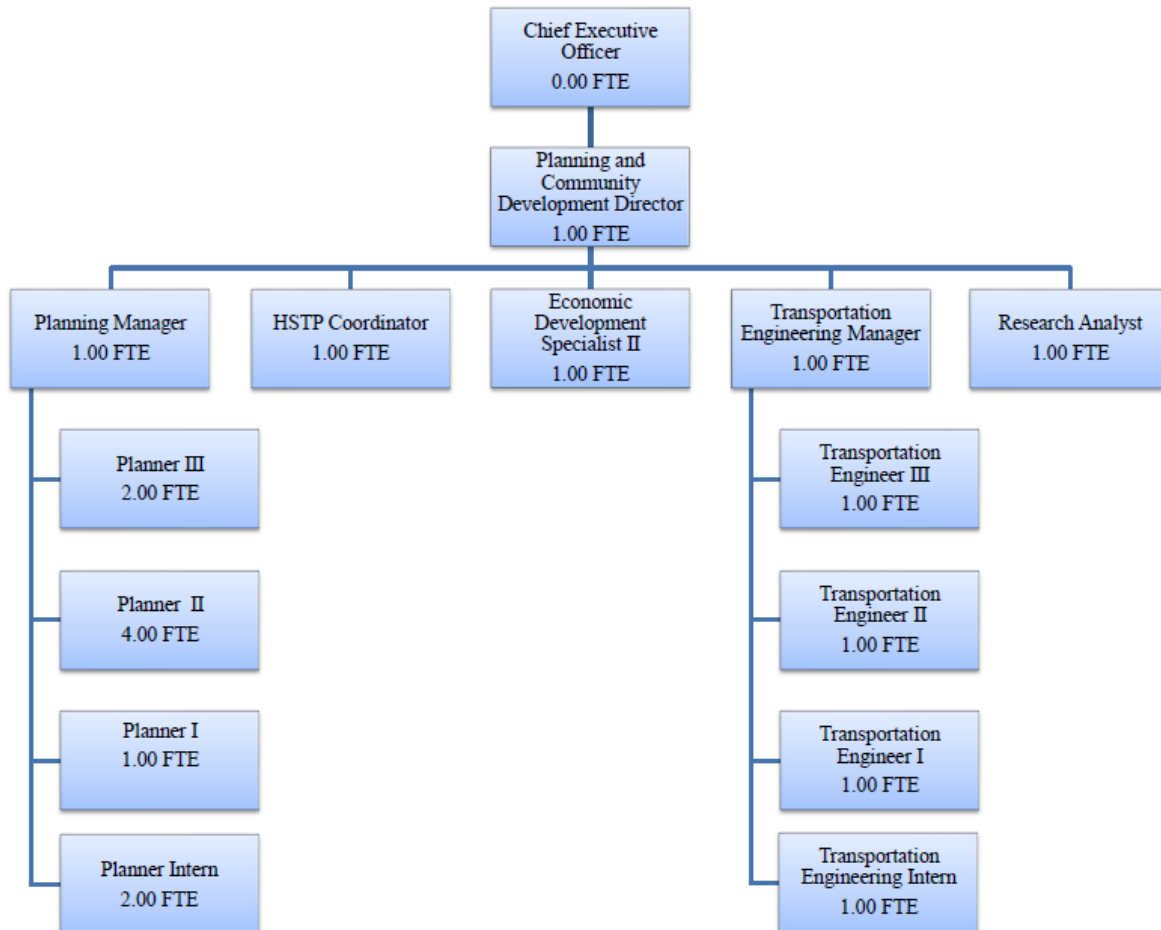 Chief Executive
Officer
0.00 FTE
Planning and
Community
Development Director
1.00 FTE
Planning Manager
1.00 FTE
HSTP Coordinator
1.00 FTE
Economic
Development
Specialist II
1.00 FTE
Transportation
Engineering Manager
1.00 FTE
Research Analyst
1.00 FTE
Planner III
2.00 FTE
Planner II
4.00 FTE
Planner I
1.00 FTE
Planner Intern
2.00 FTE
Transportation
Engineer III
1.00 FTE
Transportation
Engineer II
1.00 FTE
Transportation
Engineer I
1.00 FTE
Transportation
Engineering Intern
1.00 FTE